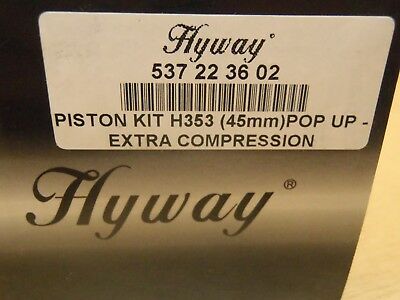 Hyway®
537 22 36 02
PISTON KIT H353 (45mm)POP UP -
EXTRA COMPRESSION
Hyway®